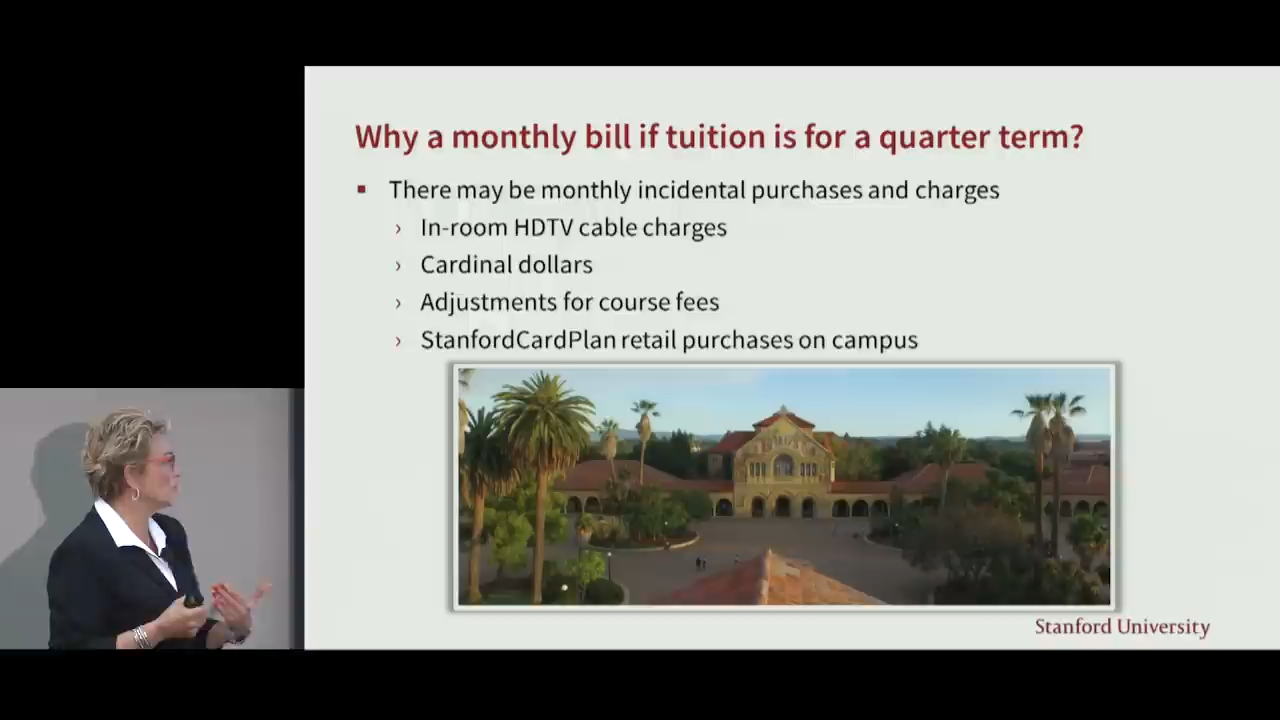 Why a monthly bill if tuition is for a quarter term?
There may be monthly incidental purchases and charges
In-room HDTV cable charges
Cardinal dollars
Adjustments for course fees
StanfordCardPlan retail purchases on campus
Stanford University